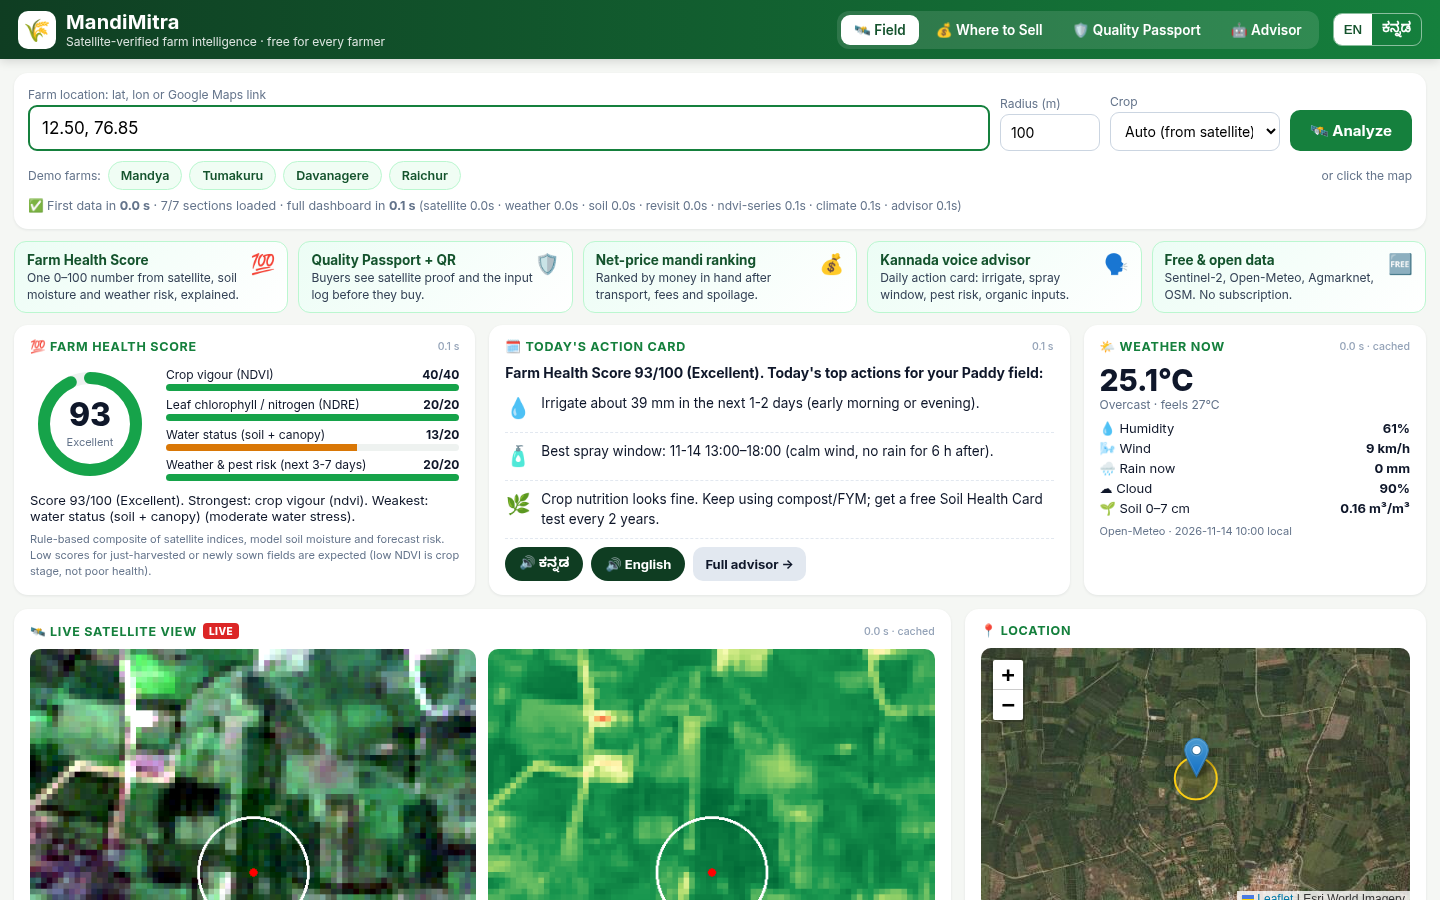 MandiMitra
Satellite-verified farm intelligence · free for every farmer
Field
Where to Sell
Quality Passport
Advisor
EN
ಕನ್ನಡ
Farm location: lat, lon or Google Maps link
12.50, 76.85
Radius (m)
100
Crop
Auto (from satellite)
Analyze
Demo farms:
Mandya
Tumakuru
Davanagere
Raichur
or click the map
✅ First data in 0.0 s · 7/7 sections loaded · full dashboard in 0.1 s (satellite 0.0s · weather 0.0s · soil 0.0s · revisit 0.0s · ndvi-series 0.1s · climate 0.1s · advisor 0.1s)
Farm Health Score
One 0–100 number from satellite, soil
moisture and weather risk, explained.
Quality Passport + QR
Buyers see satellite proof and the input
log before they buy.
Net-price mandi ranking
Ranked by money in hand after
transport, fees and spoilage.
Kannada voice advisor
Daily action card: irrigate, spray
window, pest risk, organic inputs.
Free & open data
Sentinel-2, Open-Meteo, Agmarknet,
OSM. No subscription.
FREE
💯 FARM HEALTH SCORE
0.1 s
93
Excellent
Crop vigour (NDVI) 40/40
Leaf chlorophyll / nitrogen (NDRE) 20/20
Water status (soil + canopy) 13/20
Weather & pest risk (next 3-7 days) 20/20
Score 93/100 (Excellent). Strongest: crop vigour (ndvi). Weakest:
water status (soil + canopy) (moderate water stress).
Rule-based composite of satellite indices, model soil moisture and forecast risk.
Low scores for just-harvested or newly sown fields are expected (low NDVI is crop
stage, not poor health).
TODAY'S ACTION CARD
0.1 s
Farm Health Score 93/100 (Excellent). Today's top actions for your Paddy field:
Irrigate about 39 mm in the next 1-2 days (early morning or evening).
Best spray window: 11-14 13:00–18:00 (calm wind, no rain for 6 h after).
Crop nutrition looks fine. Keep using compost/FYM; get a free Soil Health Card
test every 2 years.
ಕನ್ನಡ
English
Full advisor →
WEATHER NOW
0.0 s · cached
25.1°C
Overcast · feels 27°C
Humidity 61%
Wind 9 km/h
Rain now 0 mm
Cloud 90%
Soil 0–7 cm 0.16 m³/m³
Open-Meteo · 2026-11-14 10:00 local
LIVE SATELLITE VIEW LIVE
0.0 s · cached
LOCATION
+
−
Leaflet | Esri World Imagery